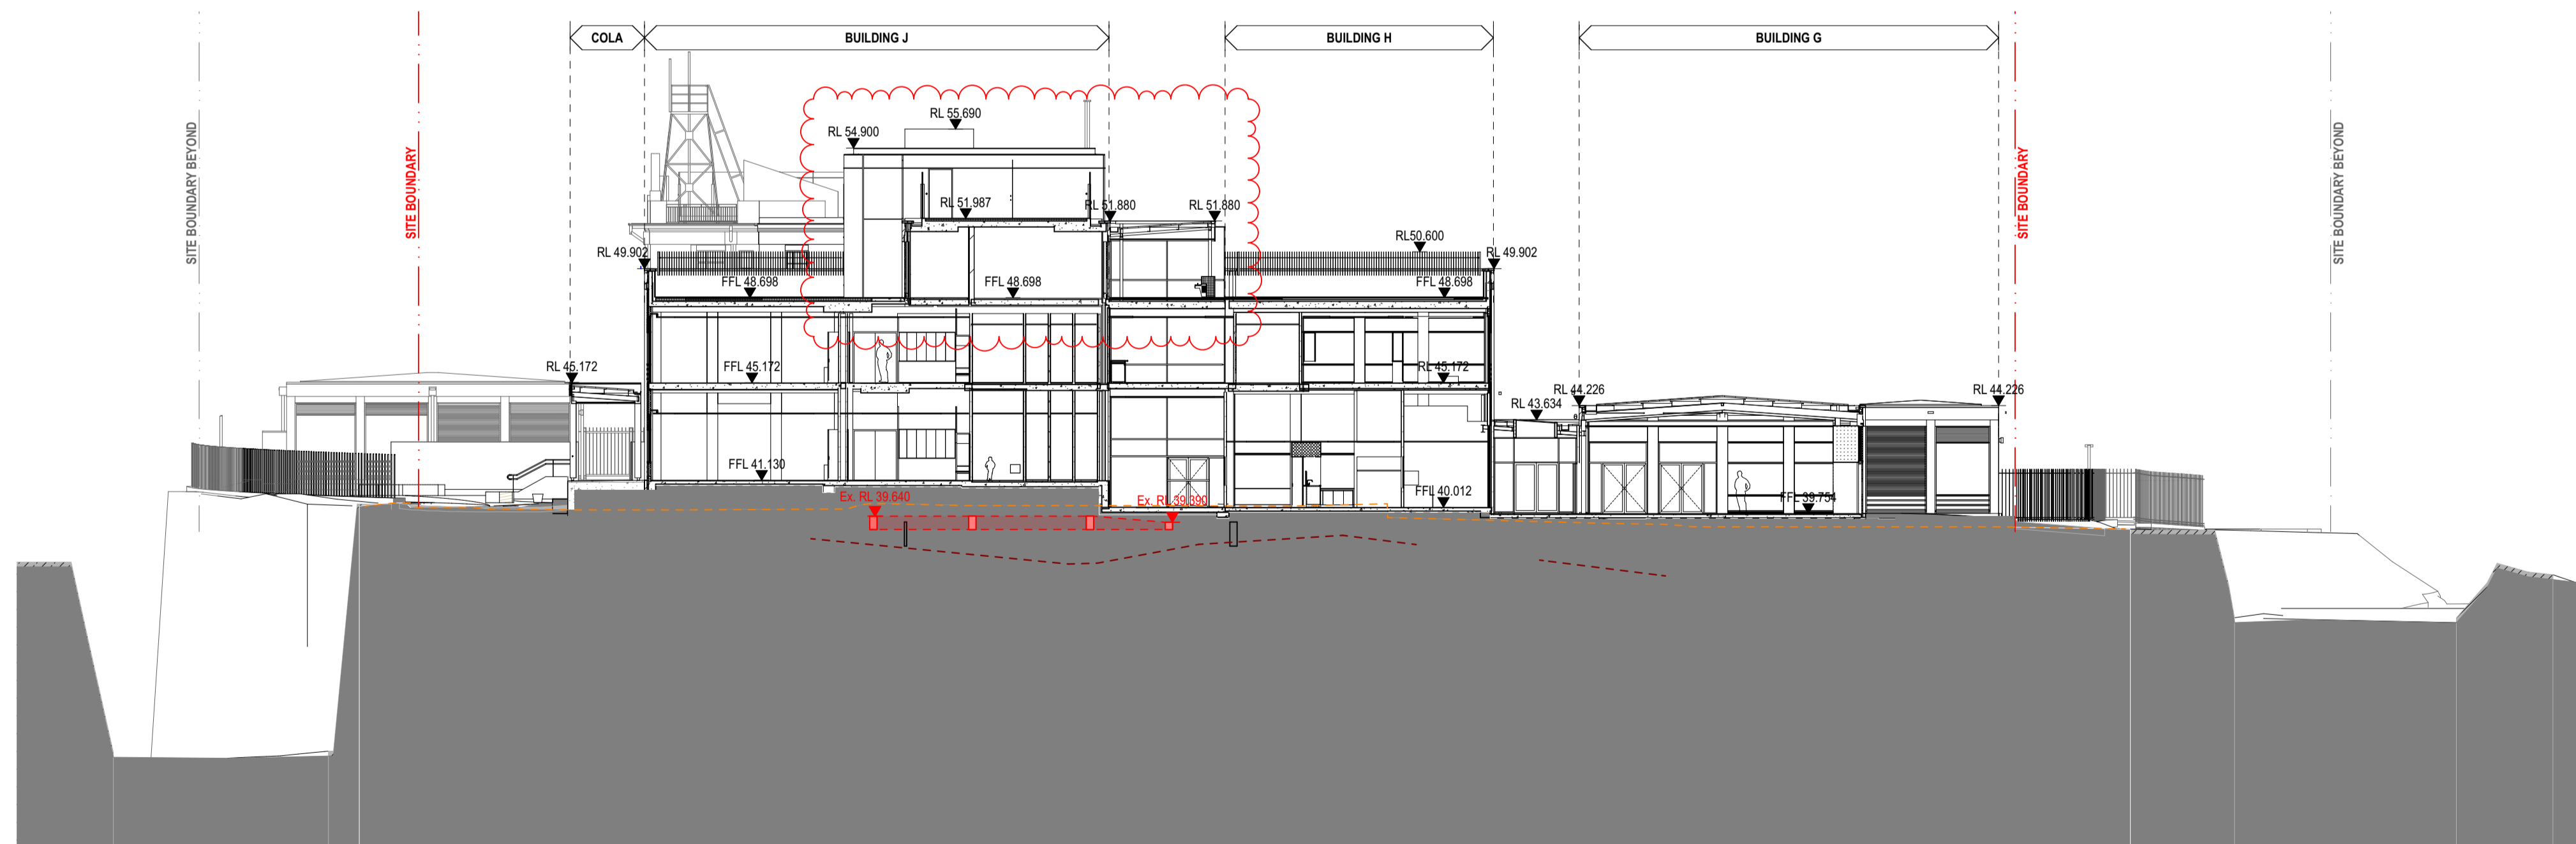 COLA
BUILDING J
BUILDING H
BUILDING G
SITE BOUNDARY BEYOND
SITE BOUNDARY
SITE BOUNDARY
SITE BOUNDARY BEYOND
RL 55.690
RL 54.900
RL 51.987
RL 51.880
RL 51.880
RL 49.902
RL50.600
RL 49.902
FFL 48.698
FFL 48.698
FFL 48.698
RL 45.172
FFL 45.172
RL 45.172
RL 44.226
RL 44.226
RL 43.634
FFL 41.130
Ex. RL 39.640
Ex. RL 39.390
FFL 40.012
FFL 39.754